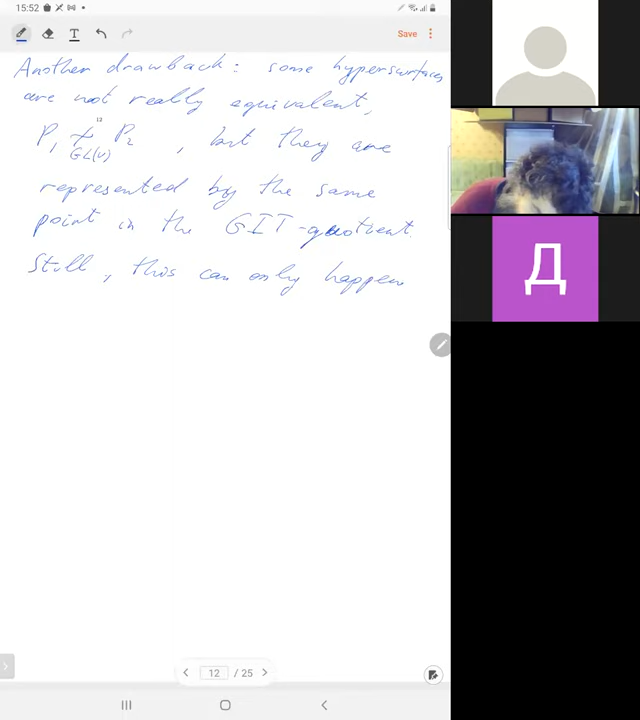 15:52
Save
Another drawback: some hypersurfaces
are not really equivalent,
12
P₁ ≁ P₂, but they are
GL(V)
represented by the same
point in the GIT-quotient.
Still, this can only happen
Д
12 / 25